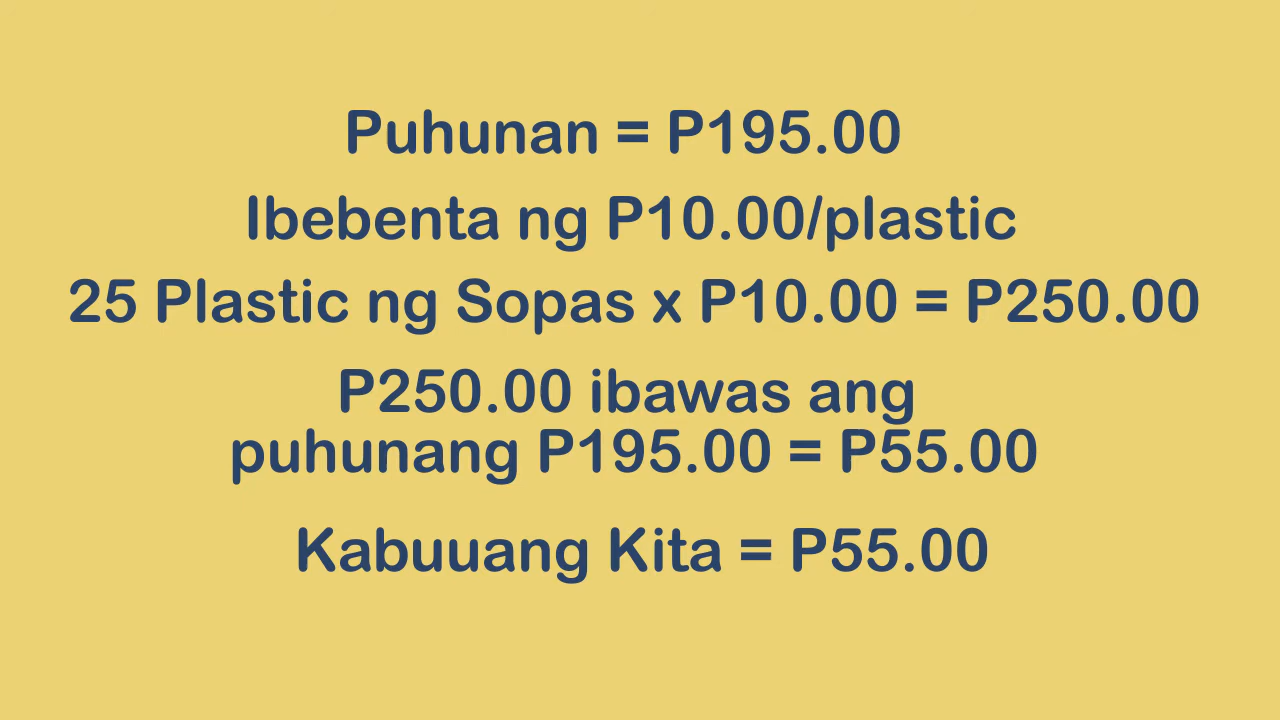 Puhunan = P195.00
Ibebenta ng P10.00/plastic
25 Plastic ng Sopas x P10.00 = P250.00
P250.00 ibawas ang
puhunang P195.00 = P55.00
Kabuuang Kita = P55.00